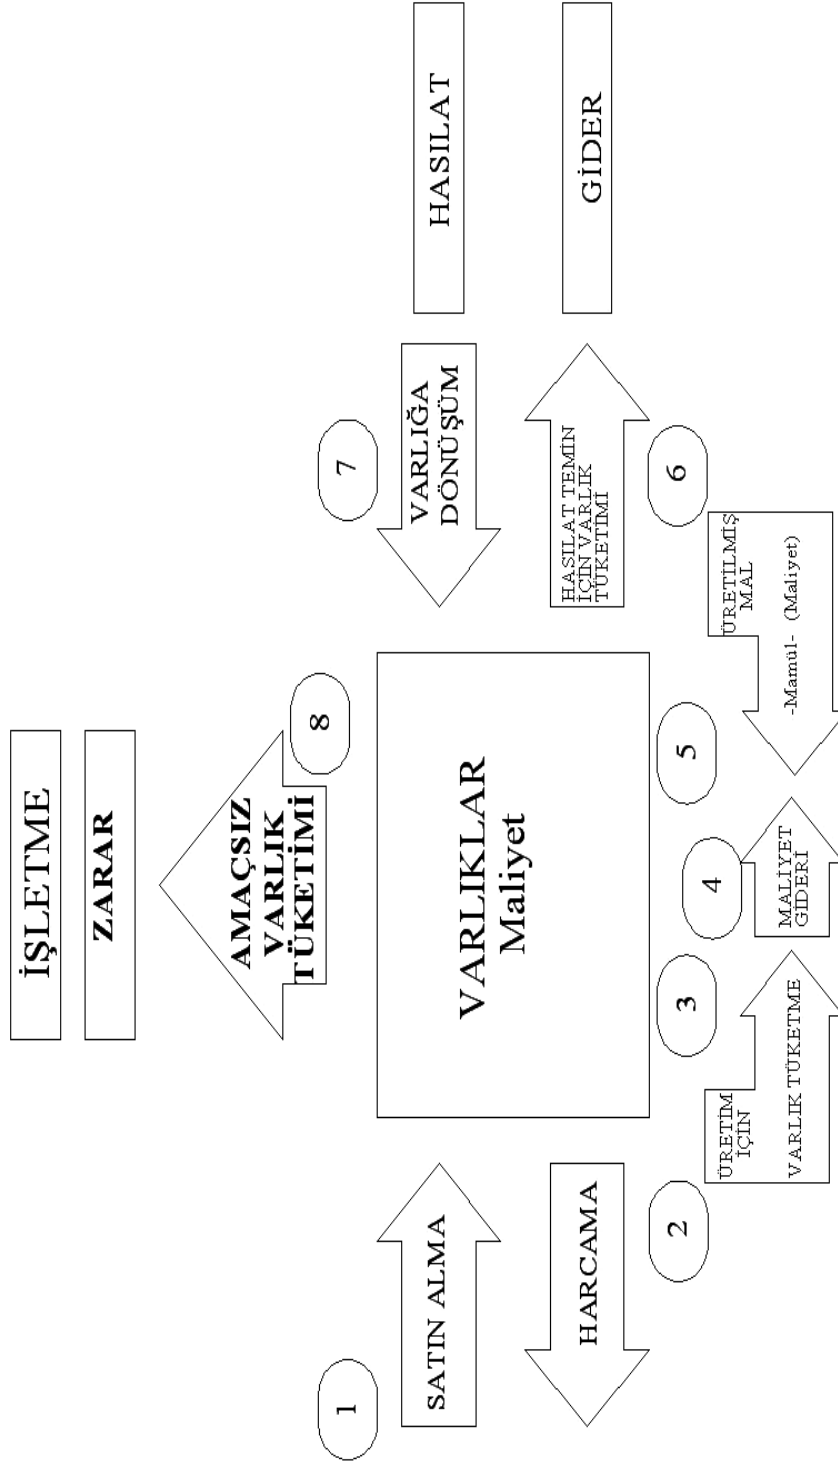 İŞLETME
ZARAR
AMAÇSIZ
VARLIK
TÜKETİMİ
8
1
SATIN ALMA
HARCAMA
2
VARLIKLAR
Maliyet
7
VARLIĞA
DÖNÜŞÜM
HASILAT
HASILAT TEMİN
İÇİN VARLIK
TÜKETİMİ
6
GİDER
ÜRETİM
İÇİN
VARLIK TÜKETME
3
4
MALİYET
GİDERİ
5
ÜRETİLMİŞ
MAL
-Mamül- (Maliyet)